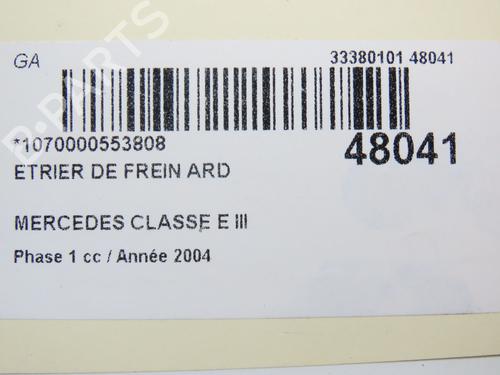 GA
33380101 48041
*1070000553808
48041
ETRIER DE FREIN ARD
MERCEDES CLASSE E III
Phase 1 cc / Année 2004
B-PARTS